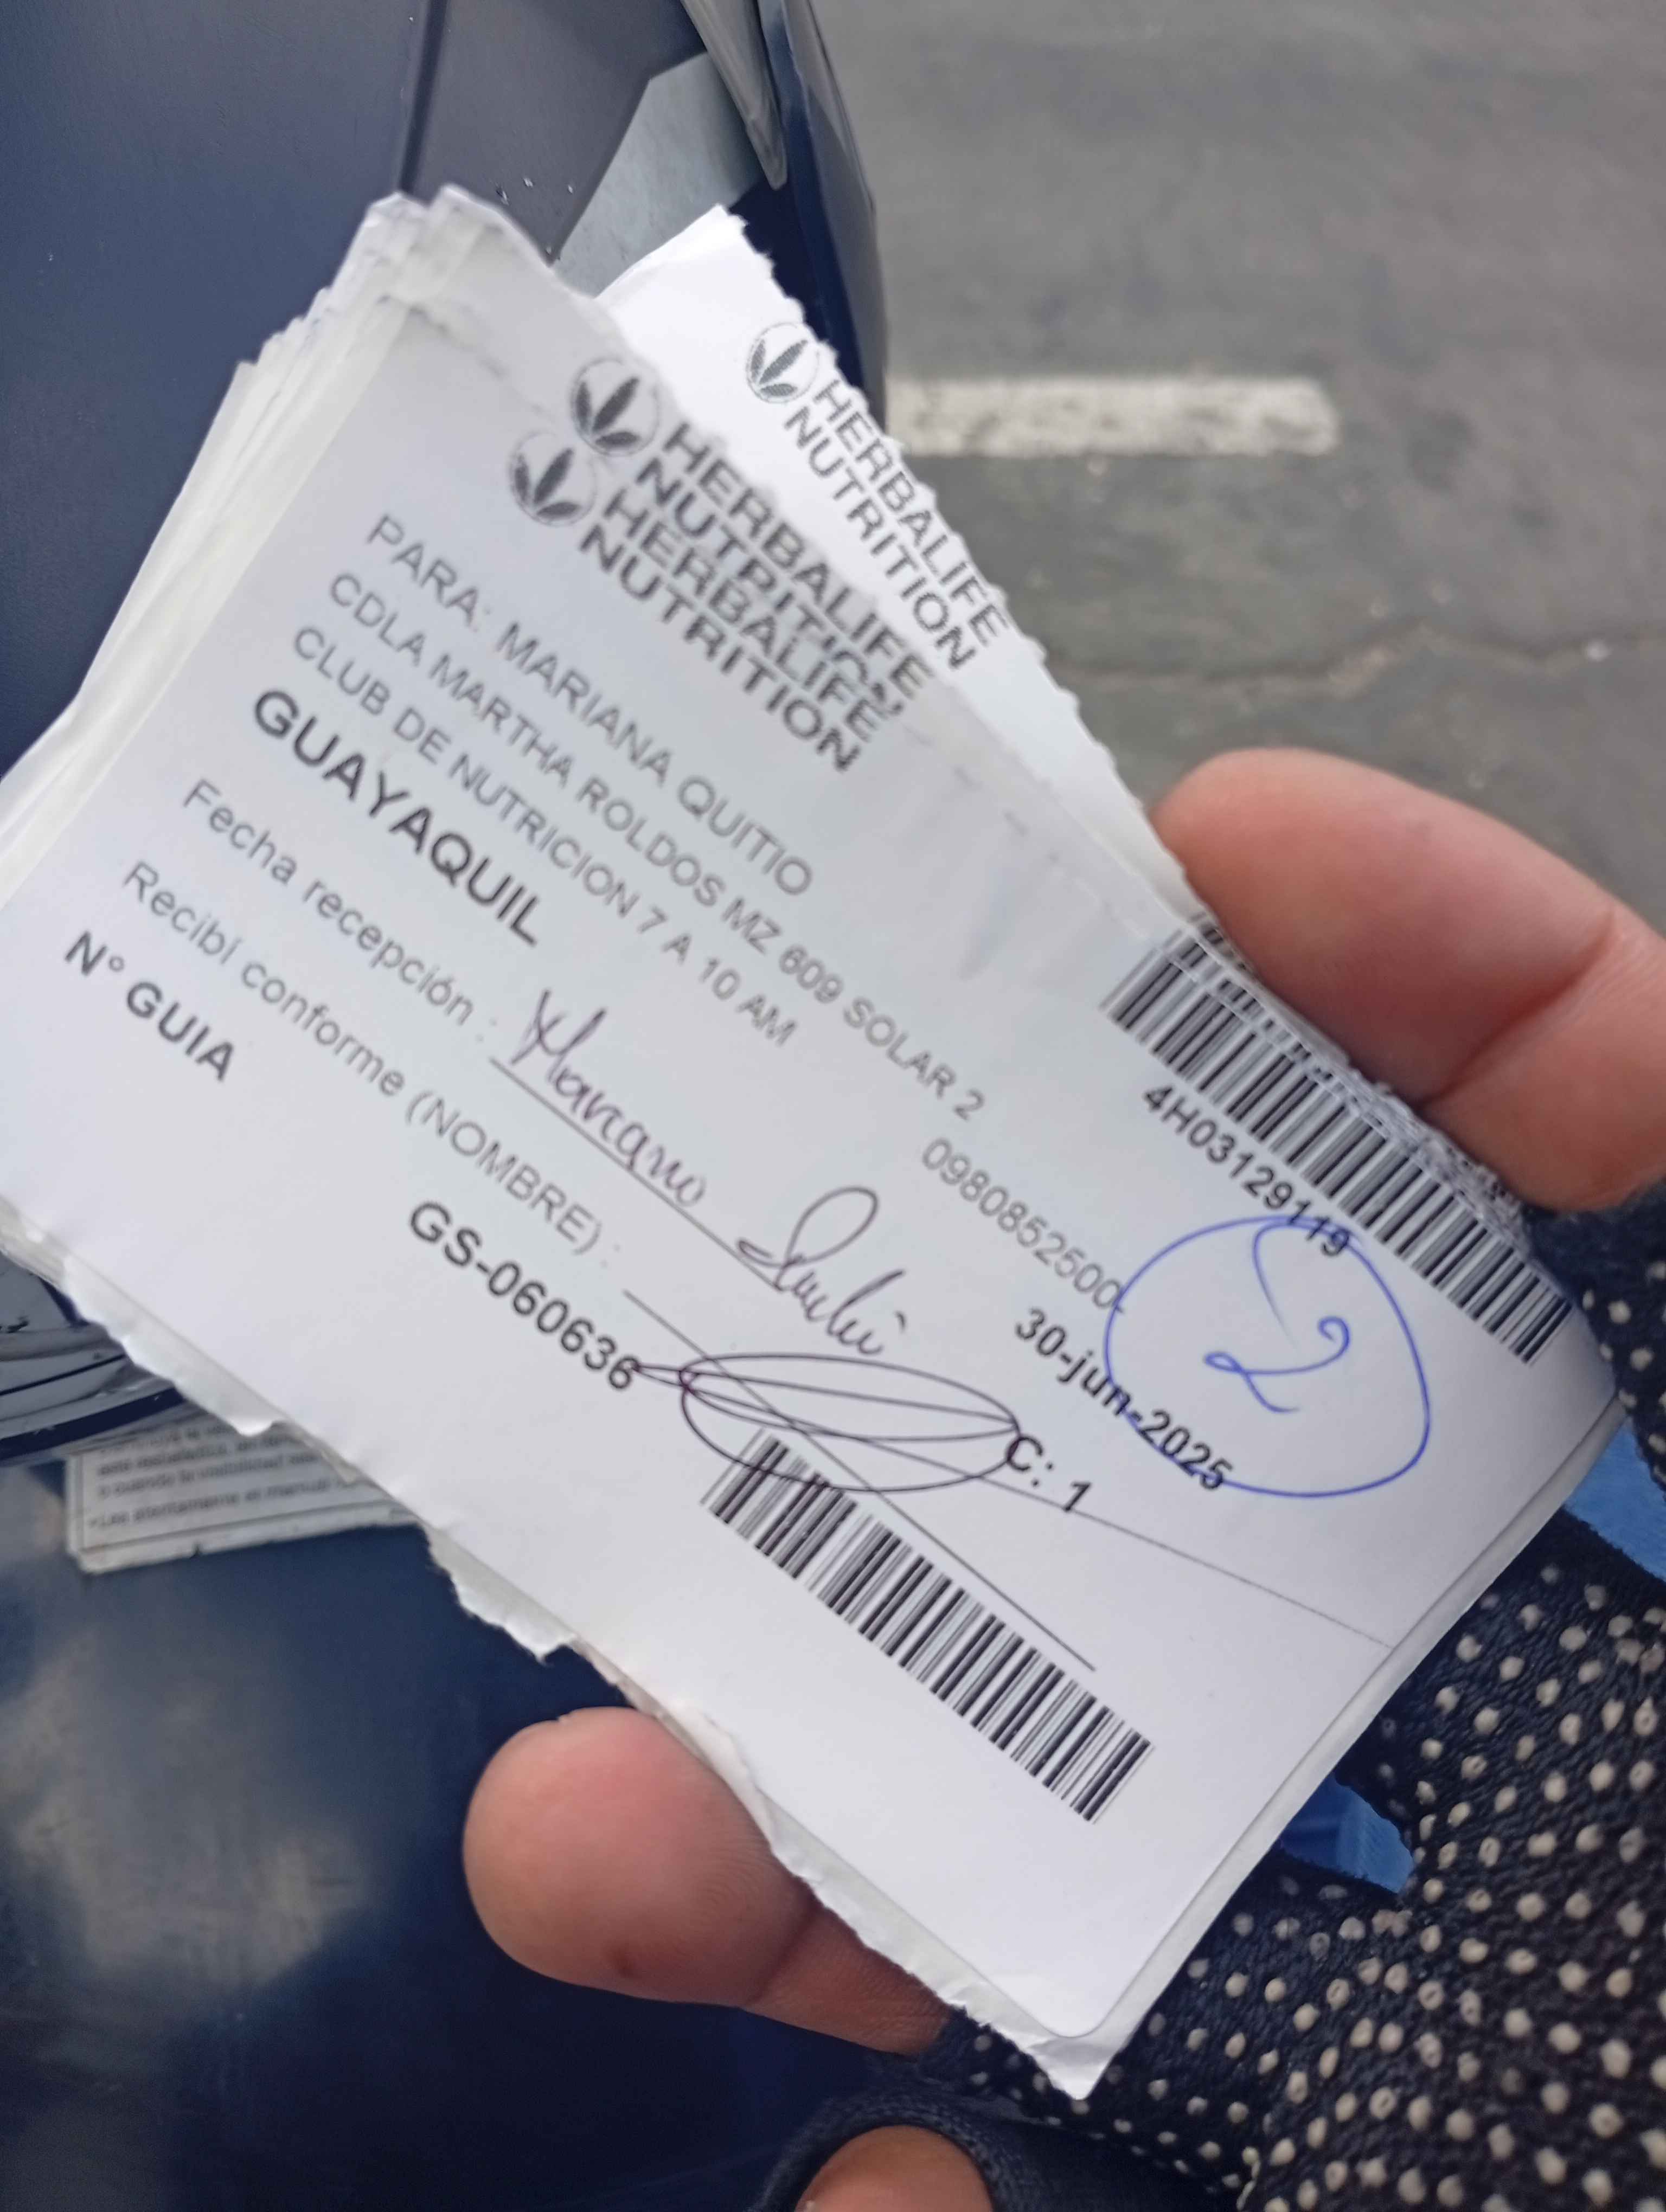 HERBALIFE
NUTRITION
HERBALIFE
NUTRITION
HERBALIFE
NUTRITION
4H03129119
PARA: MARIANA QUITIO
CDLA MARTHA ROLDOS MZ 609 SOLAR 2
CLUB DE NUTRICION 7 A 10 AM
0980852500-
2
GUAYAQUIL
30-jun-2025
Fecha recepción :
Recibí conforme (NOMBRE) :
C: 1
N° GUIA
GS-060636